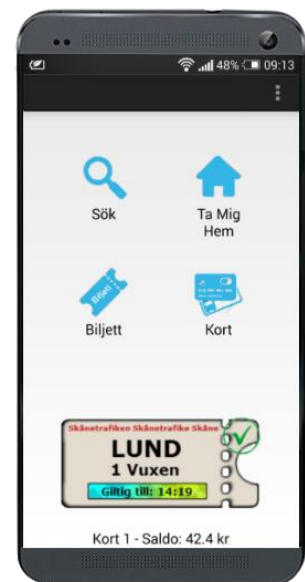 48% 09:13
Sök
Ta Mig
Hem
Biljett
Biljett
Kort
Skånetrafiken Skånetrafike Skåne
LUND
1 Vuxen
Giltig till: 14:19
Kort 1 - Saldo: 42.4 kr